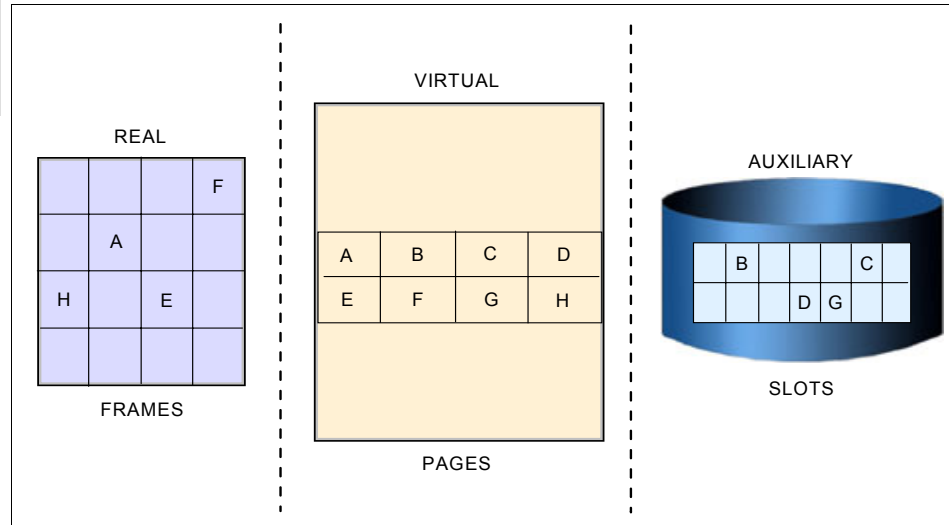 REAL
F
A
H E
FRAMES
VIRTUAL
A B C D
E F G H
PAGES
AUXILIARY
B C
D G
SLOTS